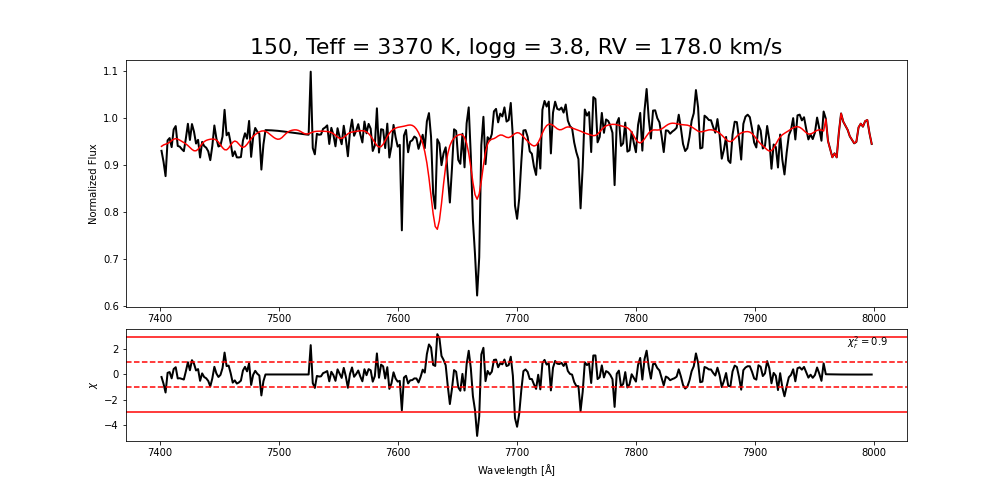 150, Teff = 3370 K, logg = 3.8, RV = 178.0 km/s
1.1
1.0
0.9
0.8
0.7
0.6
Normalized Flux
7400 7500 7600 7700 7800 7900 8000
χ²ᵣ = 0.9
2
0
−2
−4
χ
7400 7500 7600 7700 7800 7900 8000
Wavelength [Å]